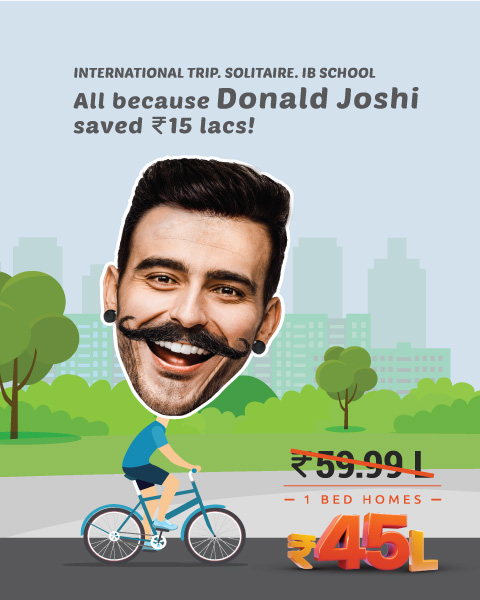 INTERNATIONAL TRIP. SOLITAIRE. IB SCHOOL
All because Donald Joshi
saved ₹15 lacs!
₹59.99 L
1 BED HOMES
₹45L